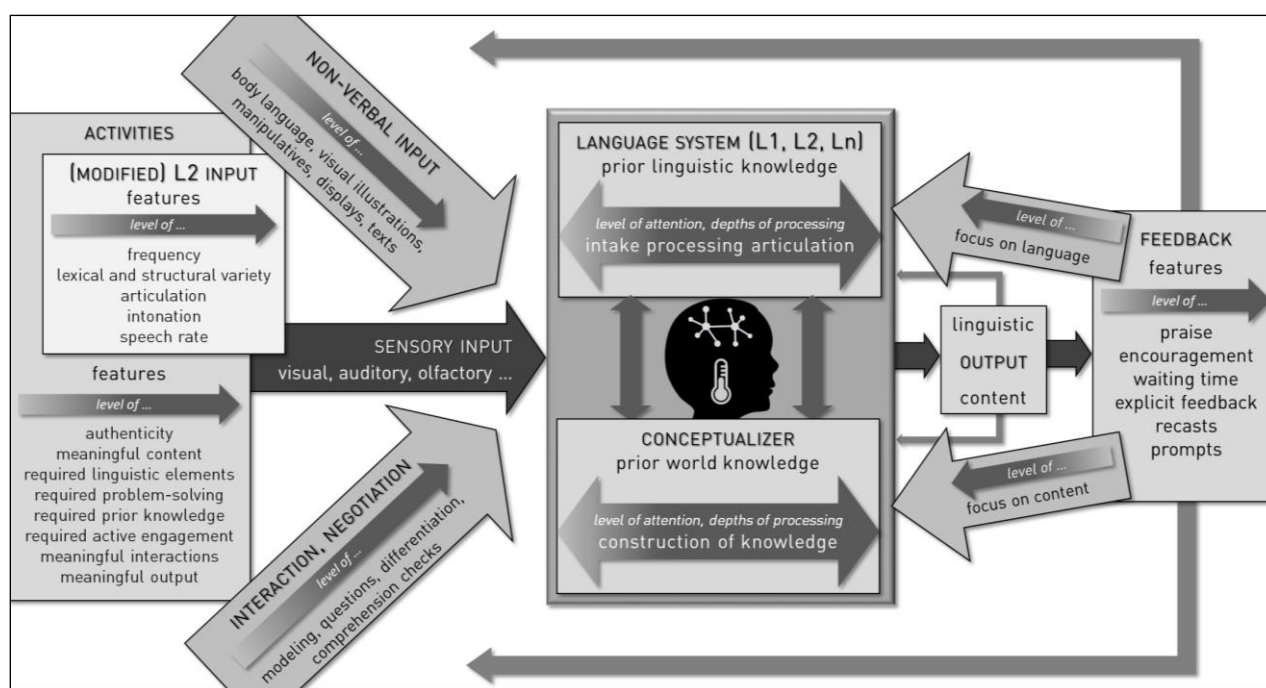 ACTIVITIES
(MODIFIED) L2 INPUT
features
level of ...
frequency
lexical and structural variety
articulation
intonation
speech rate
features
level of ...
authenticity
meaningful content
required linguistic elements
required problem-solving
required prior knowledge
required active engagement
meaningful interactions
meaningful output
NON-VERBAL INPUT
level of ...
body language, visual illustrations,
manipulatives, displays, texts
SENSORY INPUT
visual, auditory, olfactory ...
INTERACTION, NEGOTIATION
level of ...
modeling, questions, differentiation,
comprehension checks
LANGUAGE SYSTEM (L1, L2, Ln)
prior linguistic knowledge
level of attention, depths of processing
intake processing articulation
CONCEPTUALIZER
prior world knowledge
level of attention, depths of processing
construction of knowledge
linguistic
OUTPUT
content
level of ...
focus on language
level of ...
focus on content
FEEDBACK
features
level of ...
praise
encouragement
waiting time
explicit feedback
recasts
prompts